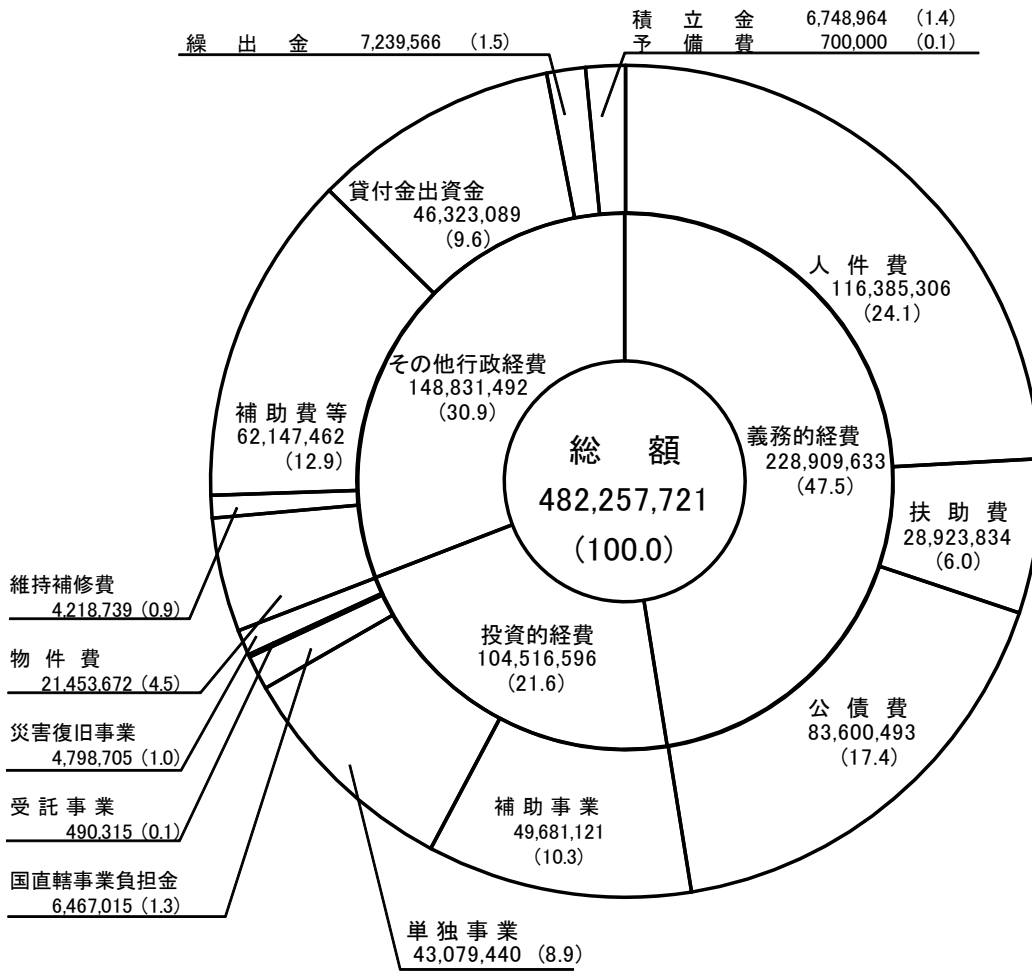 積 立 金 6,748,964 (1.4)
繰 出 金 7,239,566 (1.5)
予 備 費 700,000 (0.1)
貸付金出資金
46,323,089
(9.6)
人 件 費
116,385,306
(24.1)
その他行政経費
148,831,492
(30.9)
補 助 費 等
62,147,462
(12.9)
総 額
482,257,721
(100.0)
義務的経費
228,909,633
(47.5)
扶 助 費
28,923,834
(6.0)
維持補修費
4,218,739 (0.9)
物 件 費
21,453,672 (4.5)
投資的経費
104,516,596
(21.6)
公 債 費
83,600,493
(17.4)
災害復旧事業
4,798,705 (1.0)
受 託 事 業
490,315 (0.1)
補 助 事 業
49,681,121
(10.3)
国直轄事業負担金
6,467,015 (1.3)
単 独 事 業
43,079,440 (8.9)